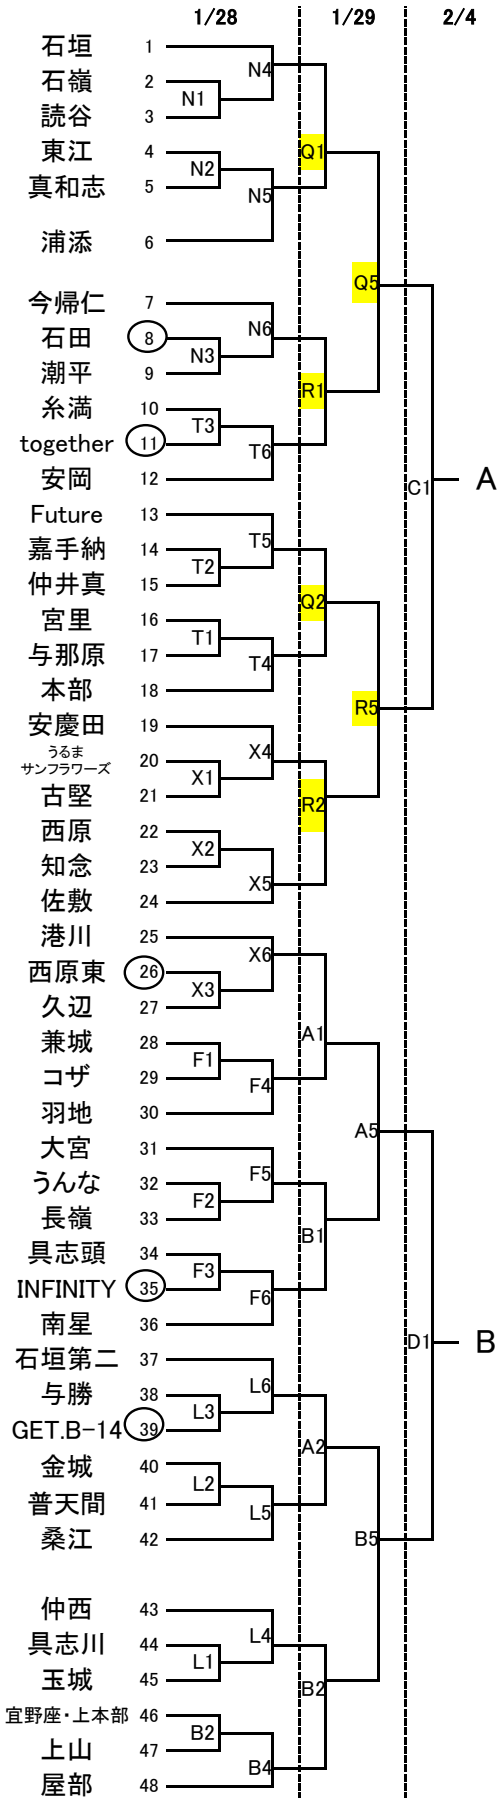 1/28 1/29 2/4
石垣 1
N4
石嶺 2
N1
読谷 3
東江 4
Q1
N2
真和志 5
N5
浦添 6
Q5
今帰仁 7
N6
石田 8
N3
潮平 9
R1
糸満 10
T3
together 11
T6
安岡 12
A
C1
Future 13
T5
嘉手納 14
T2
仲井真 15
Q2
宮里 16
T1
与那原 17
T4
本部 18
R5
安慶田 19
X4
うるま
サンフラワーズ 20
X1
古堅 21
R2
西原 22
X2
知念 23
X5
佐敷 24
港川 25
X6
西原東 26
X3
久辺 27
A1
兼城 28
F1
コザ 29
F4
羽地 30
A5
大宮 31
F5
うんな 32
F2
長嶺 33
B1
具志頭 34
F3
INFINITY 35
F6
南星 36
D1 B
石垣第二 37
L6
与勝 38
L3
GET.B-14 39
A2
金城 40
L2
普天間 41
L5
桑江 42
B5
仲西 43
L4
具志川 44
L1
玉城 45
B2
宜野座・上本部 46
B2
上山 47
B4
屋部 48